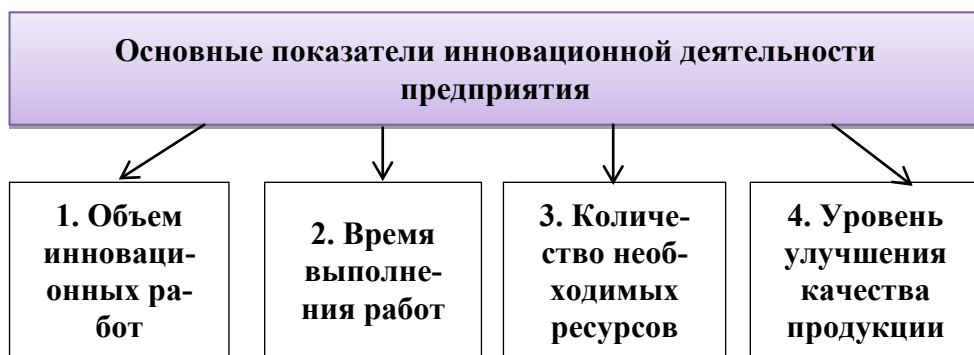 Основные показатели инновационной деятельности
предприятия
1. Объем
инноваци-
онных ра-
бот
2. Время
выполне-
ния работ
3. Количе-
ство необ-
ходимых
ресурсов
4. Уровень
улучшения
качества
продукции